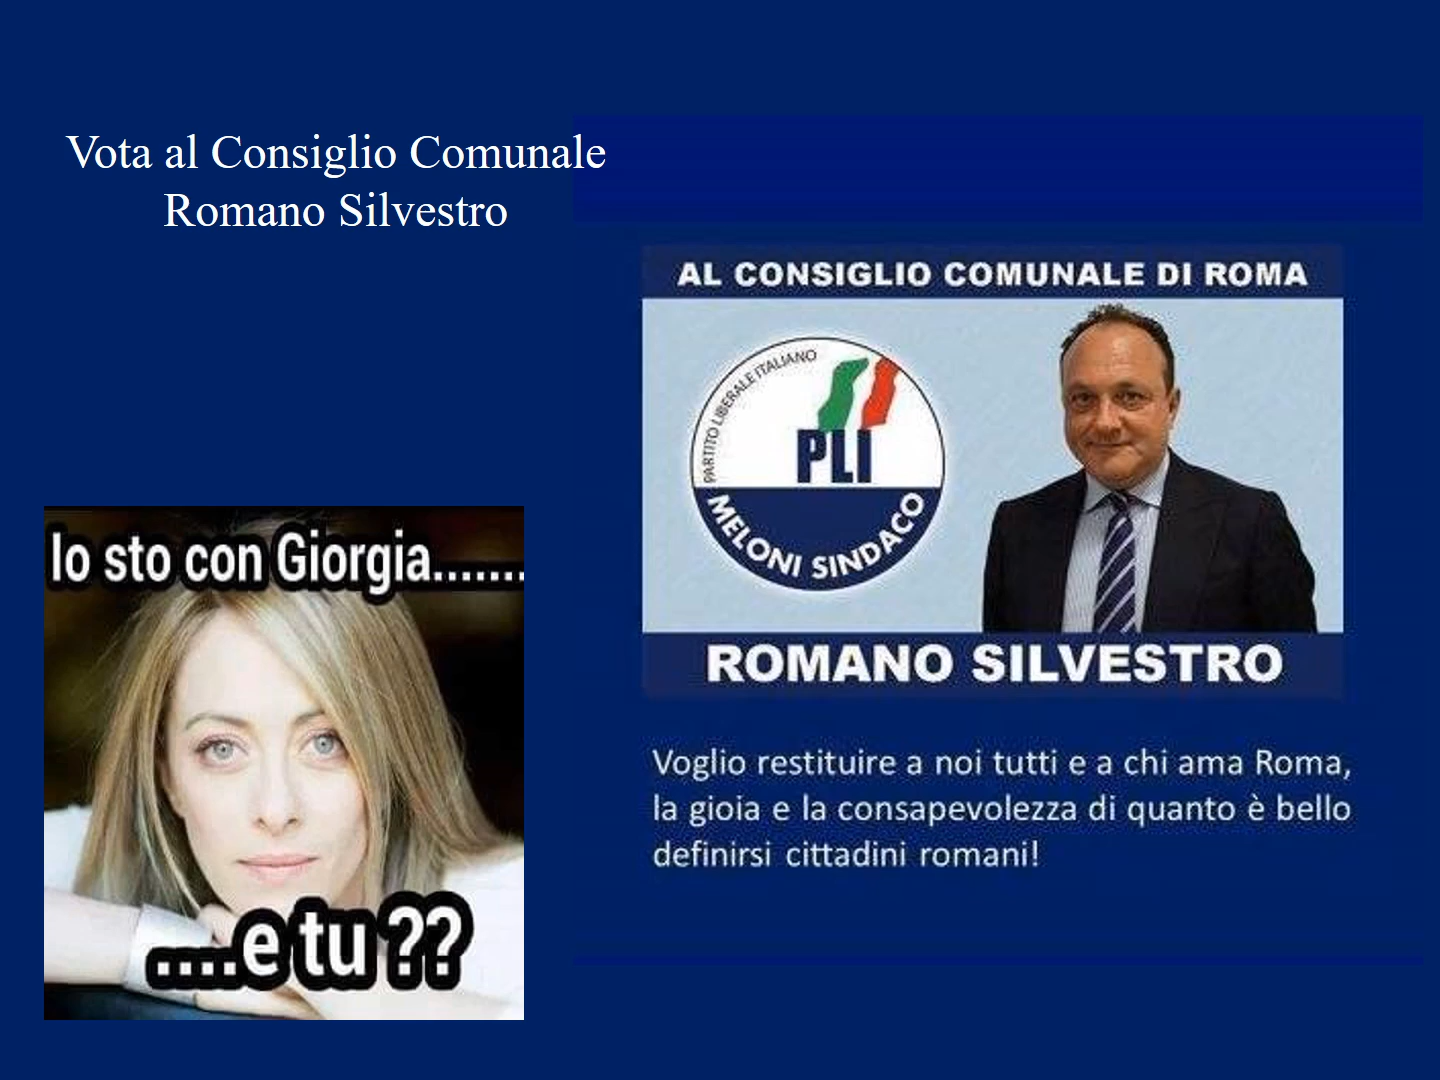 Vota al Consiglio Comunale
Romano Silvestro
AL CONSIGLIO COMUNALE DI ROMA
PARTITO LIBERALE ITALIANO
PLI
MELONI SINDACO
ROMANO SILVESTRO
Io sto con Giorgia.......
....e tu ??
Voglio restituire a noi tutti e a chi ama Roma,
la gioia e la consapevolezza di quanto è bello
definirsi cittadini romani!